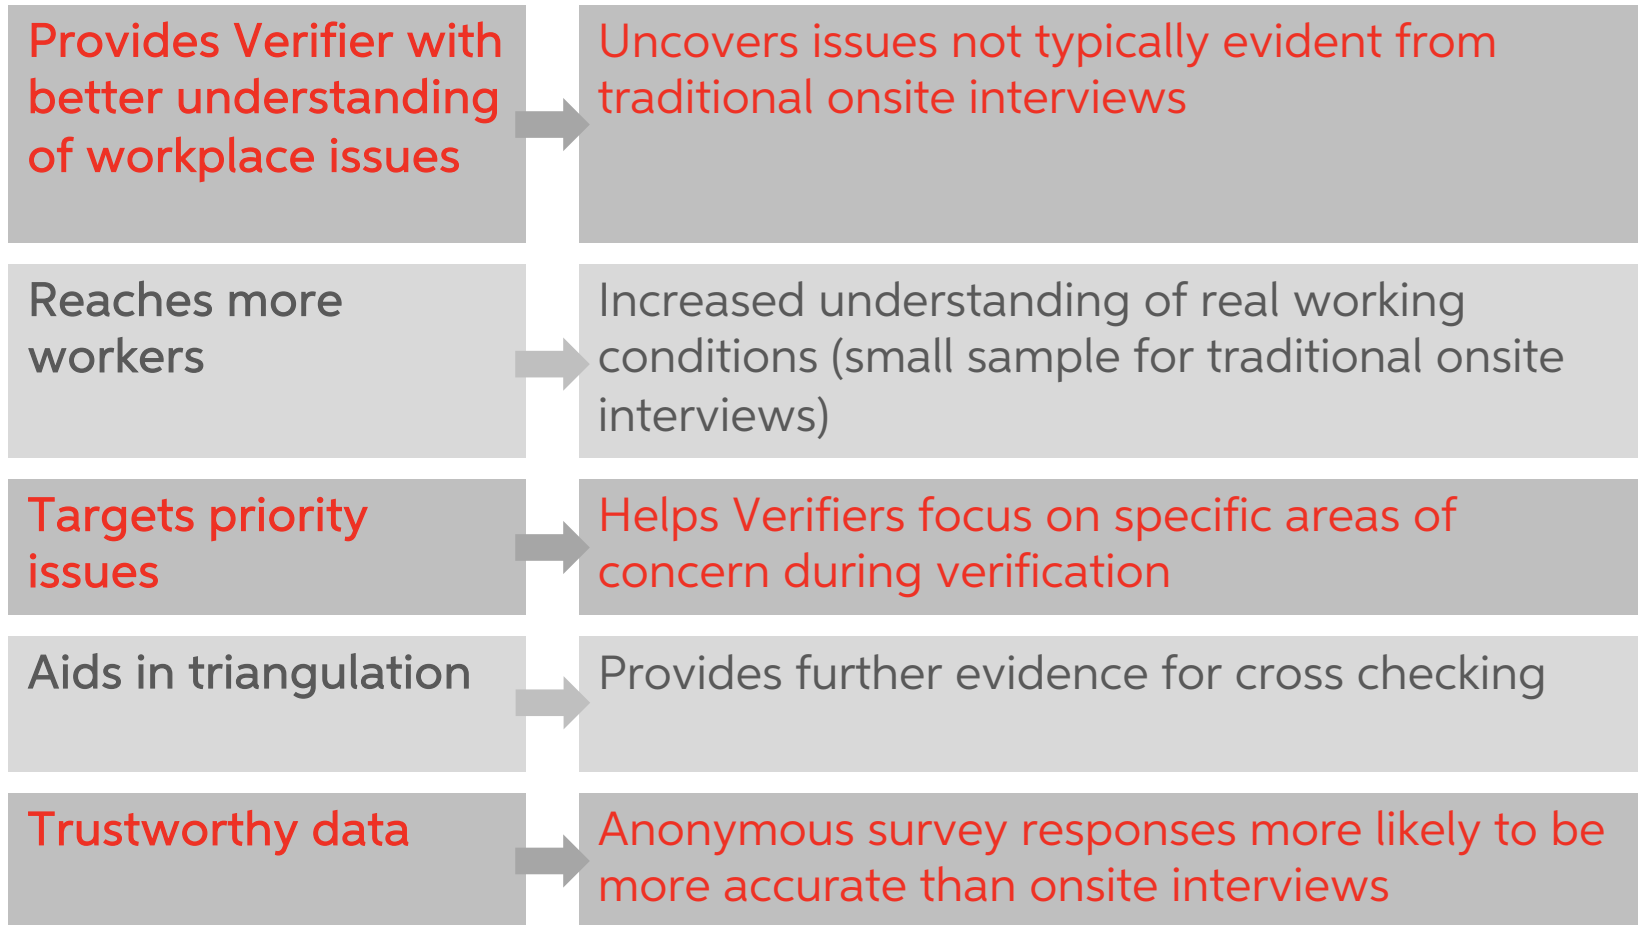 Provides Verifier with
better understanding
of workplace issues
Uncovers issues not typically evident from
traditional onsite interviews
Reaches more
workers
Increased understanding of real working
conditions (small sample for traditional onsite
interviews)
Targets priority
issues
Helps Verifiers focus on specific areas of
concern during verification
Aids in triangulation
Provides further evidence for cross checking
Trustworthy data
Anonymous survey responses more likely to be
more accurate than onsite interviews